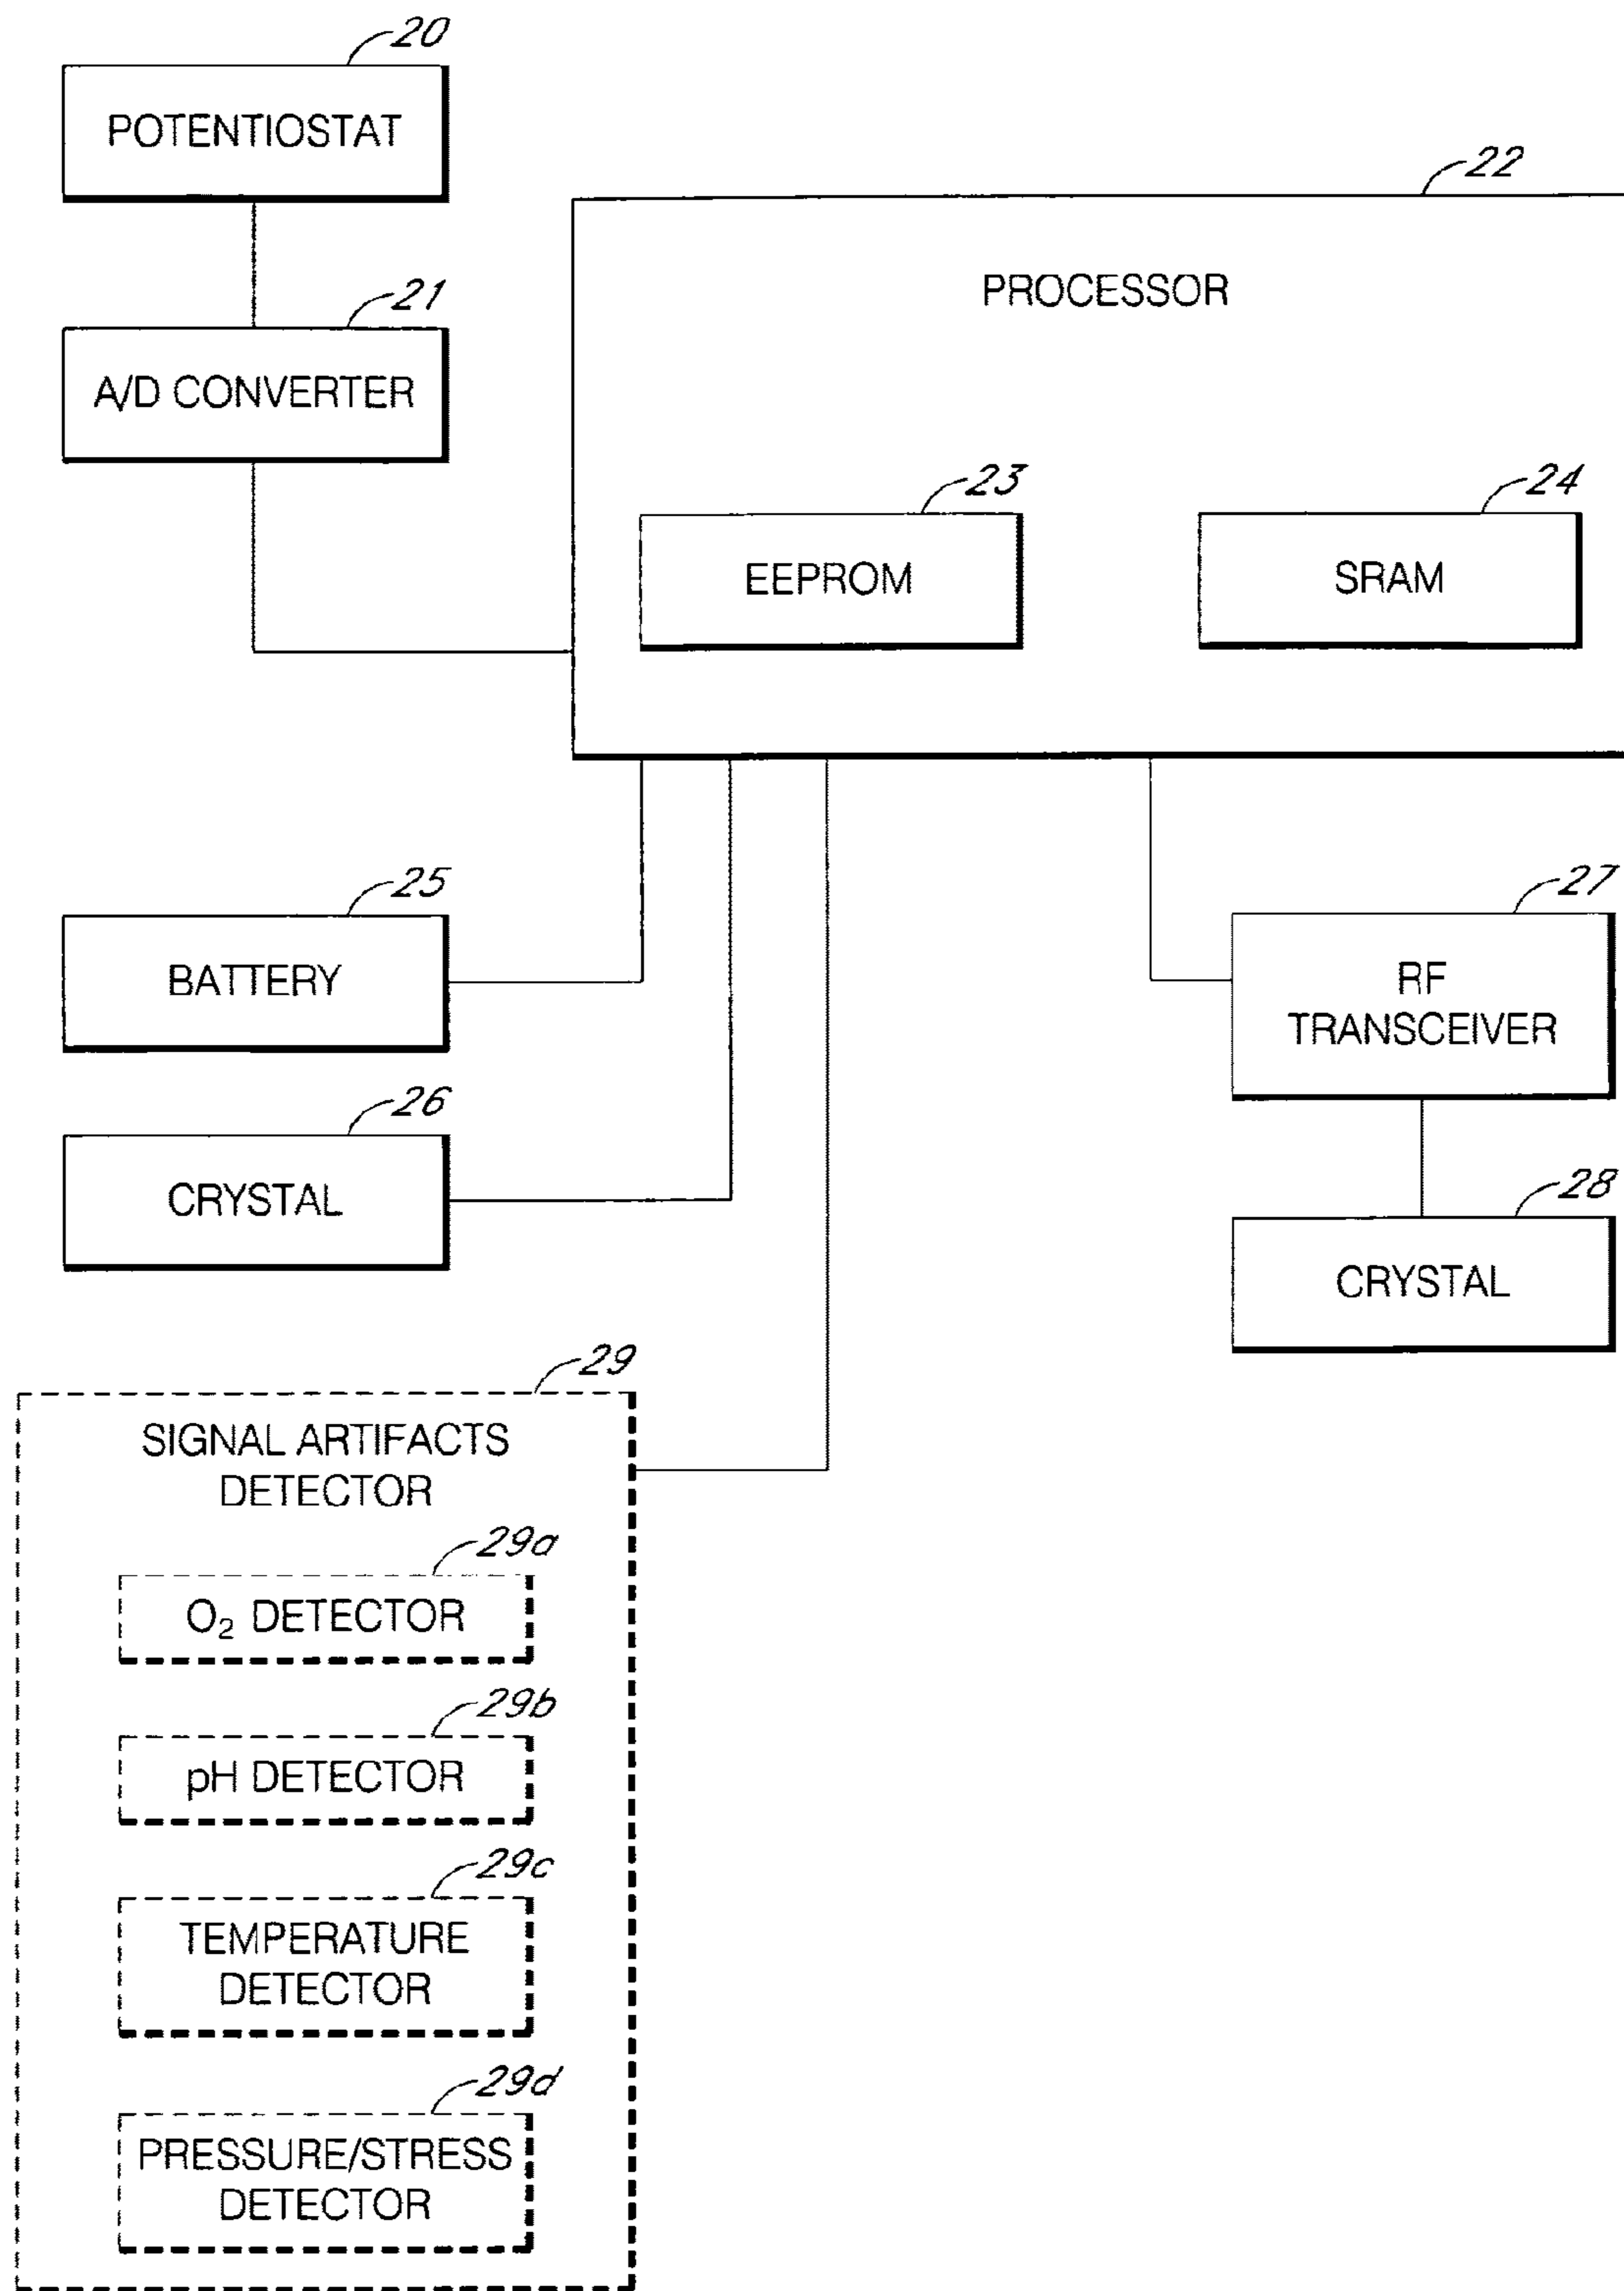 20
POTENTIOSTAT
22
PROCESSOR
21
A/D CONVERTER
23
EEPROM
24
SRAM
25
BATTERY
27
RF
TRANSCEIVER
26
CRYSTAL
28
CRYSTAL
29
SIGNAL ARTIFACTS
DETECTOR
29a
O₂ DETECTOR
29b
pH DETECTOR
29c
TEMPERATURE
DETECTOR
29d
PRESSURE/STRESS
DETECTOR